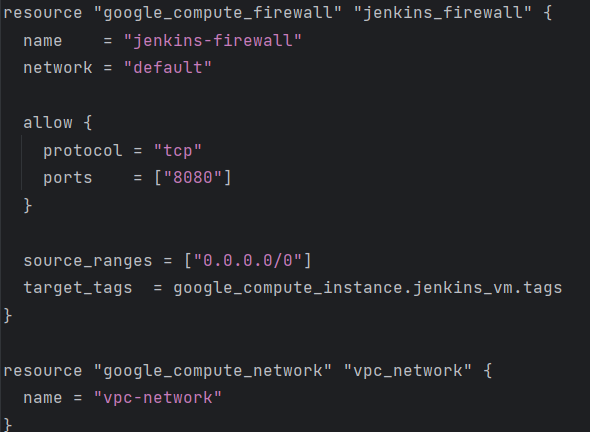 resource "google_compute_firewall" "jenkins_firewall" {
  name    = "jenkins-firewall"
  network = "default"

  allow {
    protocol = "tcp"
    ports    = ["8080"]
  }

  source_ranges = ["0.0.0.0/0"]
  target_tags  = google_compute_instance.jenkins_vm.tags
}

resource "google_compute_network" "vpc_network" {
  name = "vpc-network"
}